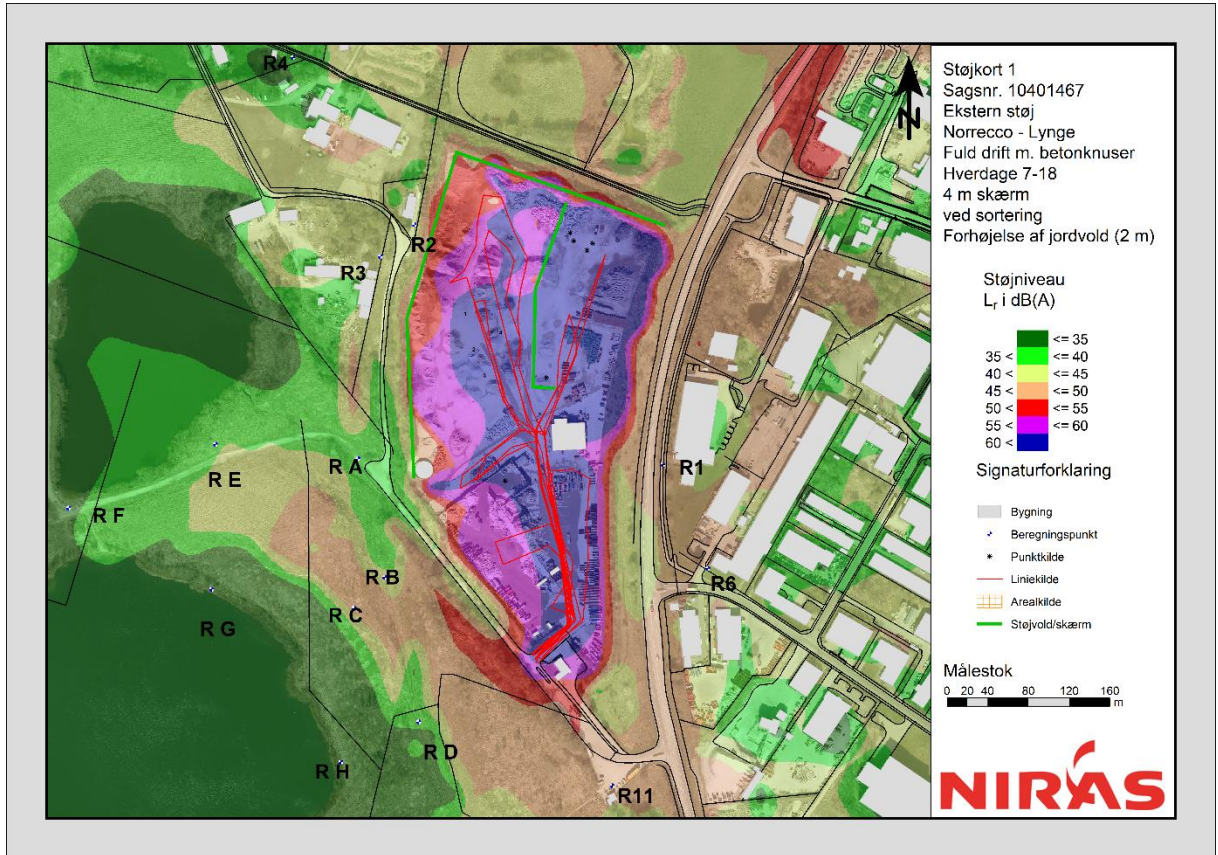 Støjkort 1
Sagsnr. 10401467
Ekstern støj
Norrecco - Lynge
Fuld drift m. betonknuser
Hverdage 7-18
4 m skærm
ved sortering
Forhøjelse af jordvold (2 m)
N
Støjniveau
Lr i dB(A)
<= 35
35 < <= 40
40 < <= 45
45 < <= 50
50 < <= 55
55 < <= 60
60 <
Signaturforklaring
Bygning
Beregningspunkt
Punktkilde
Liniekilde
Arealkilde
Støjvold/skærm
Målestok
0 20 40 80 120 160
m
NIRAS
R4
R2
R3
R1
R A
R E
R F
R B
R6
R C
R G
R D
R H
R11